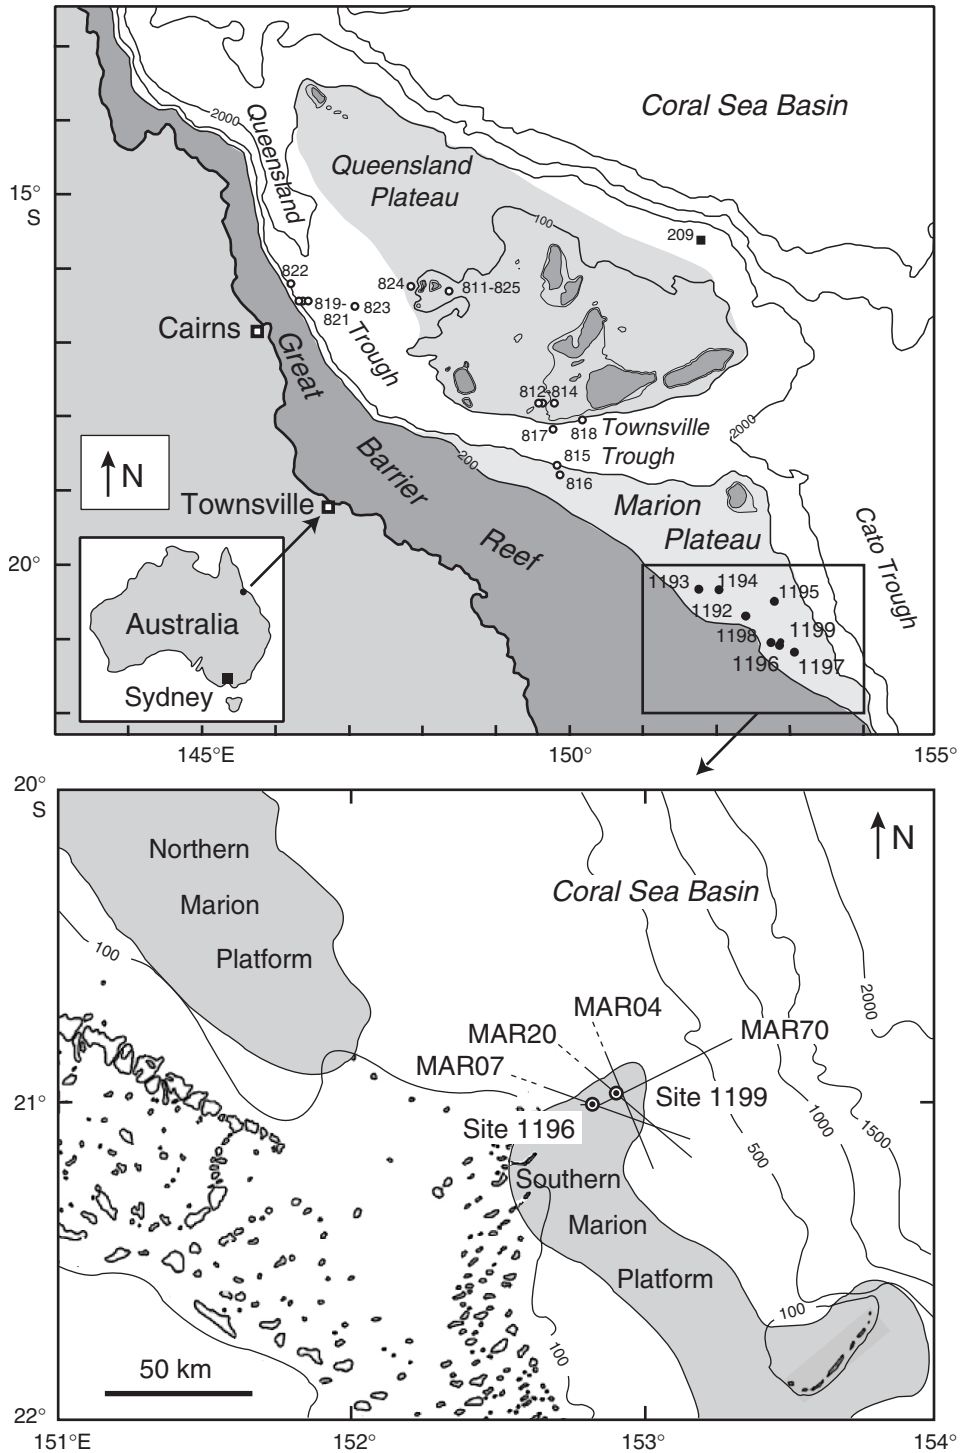 Coral Sea Basin
2000
Queensland
Queensland
Plateau
15°
S
100
209
822
824
811-825
819-
821
823
Trough
Cairns
Great
812-814
817
818
Townsville
Trough
2000
815
816
200
Barrier
Reef
N
Townsville
Marion
Plateau
Cato Trough
20°
1193
1194
1195
1192
1198
1199
1196
1197
Australia
Sydney
145°E
150°
155°
20°
S
N
Northern
Marion
Platform
Coral Sea Basin
100
2000
MAR04
MAR20
MAR70
MAR07
21°
Site 1199
Site 1196
500
1000
1500
Southern
Marion
Platform
100
100
50 km
22°
151°E
152°
153°
154°